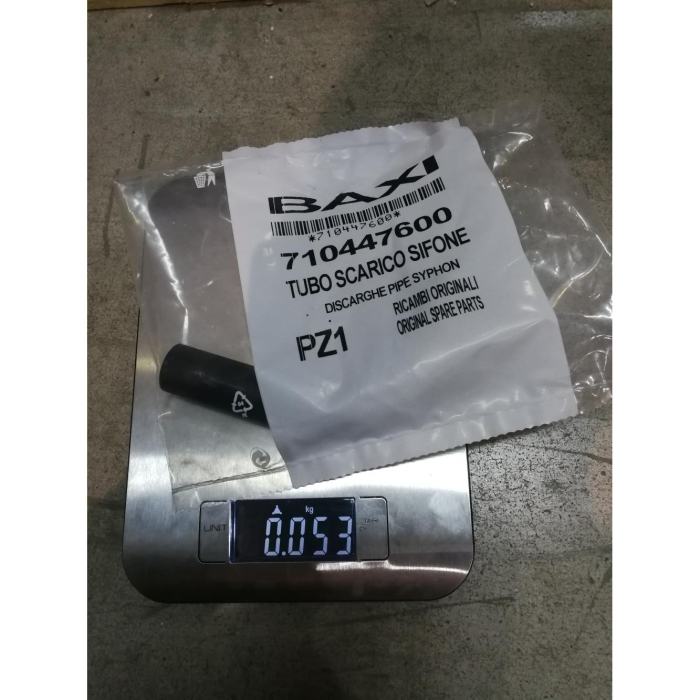 BAXI
*710447600*
710447600
TUBO SCARICO SIFONE
DISCARGHE PIPE SYPHON
RICAMBI ORIGINALI
ORIGINAL SPARE PARTS
PZ1
kg
UNIT
0.053